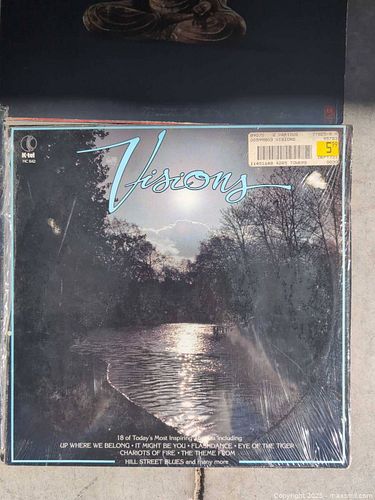 K-tel
Visions
5
18 of Today's Most Inspiring
including
UP WHERE WE BELONG • IT MIGHT BE YOU • FLASHDANCE • EYE OF THE TIGER
CHARIOTS OF FIRE • THE THEME FROM
HILL STREET BLUES and many more
Copyright© 2025 - maxsold.com